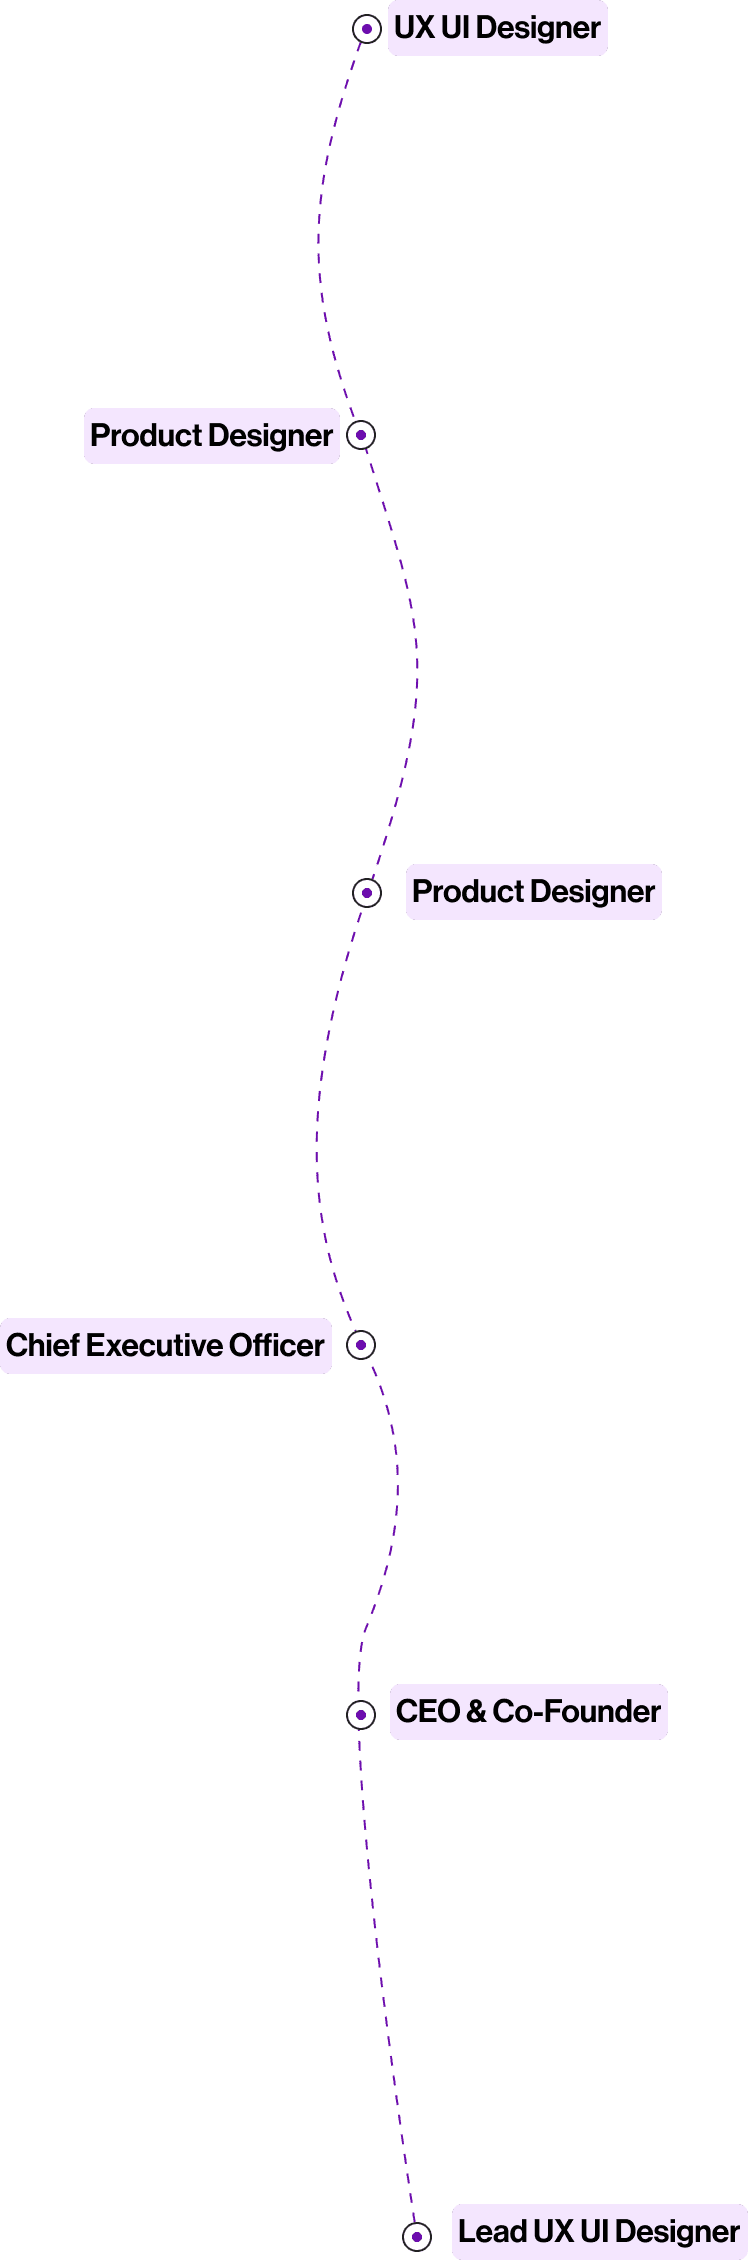 UX UI Designer
Product Designer
Product Designer
Chief Executive Officer
CEO & Co-Founder
Lead UX UI Designer